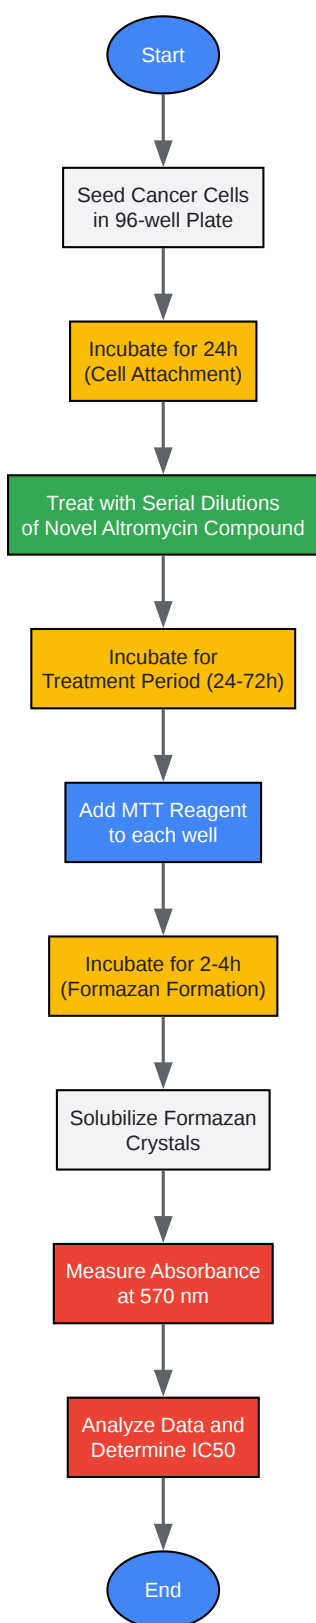 Start
Seed Cancer Cells
in 96-well Plate
Incubate for 24h
(Cell Attachment)
Treat with Serial Dilutions
of Novel Altromycin Compound
Incubate for
Treatment Period (24-72h)
Add MTT Reagent
to each well
Incubate for 2-4h
(Formazan Formation)
Solubilize Formazan
Crystals
Measure Absorbance
at 570 nm
Analyze Data and
Determine IC50
End